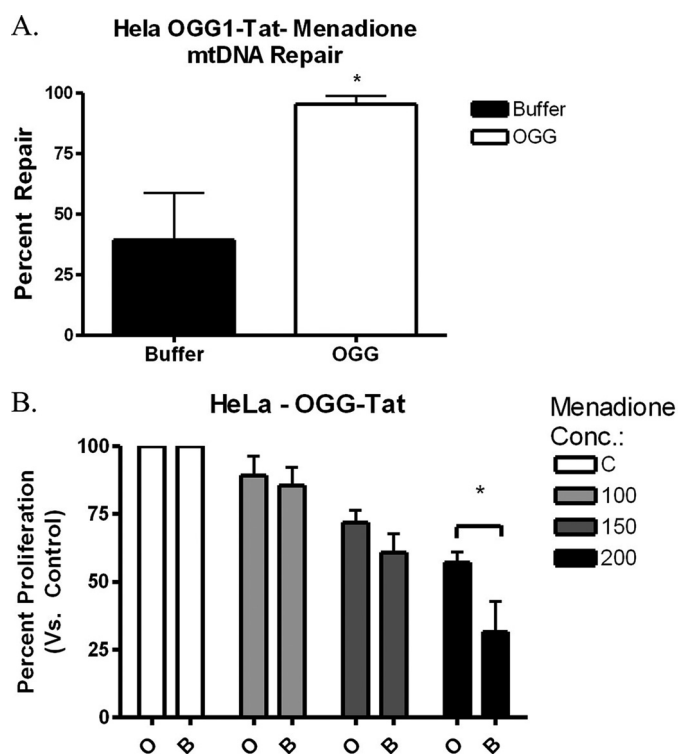 A.
Hela OGG1-Tat- Menadione
mtDNA Repair
*
100
75
50
25
0
Percent Repair
Buffer
OGG
Buffer
OGG
B.
HeLa - OGG-Tat
Menadione
Conc.:
C
100
150
200
*
100
75
50
25
0
Percent Proliferation
(Vs. Control)
O
B
O
B
O
B
O
B